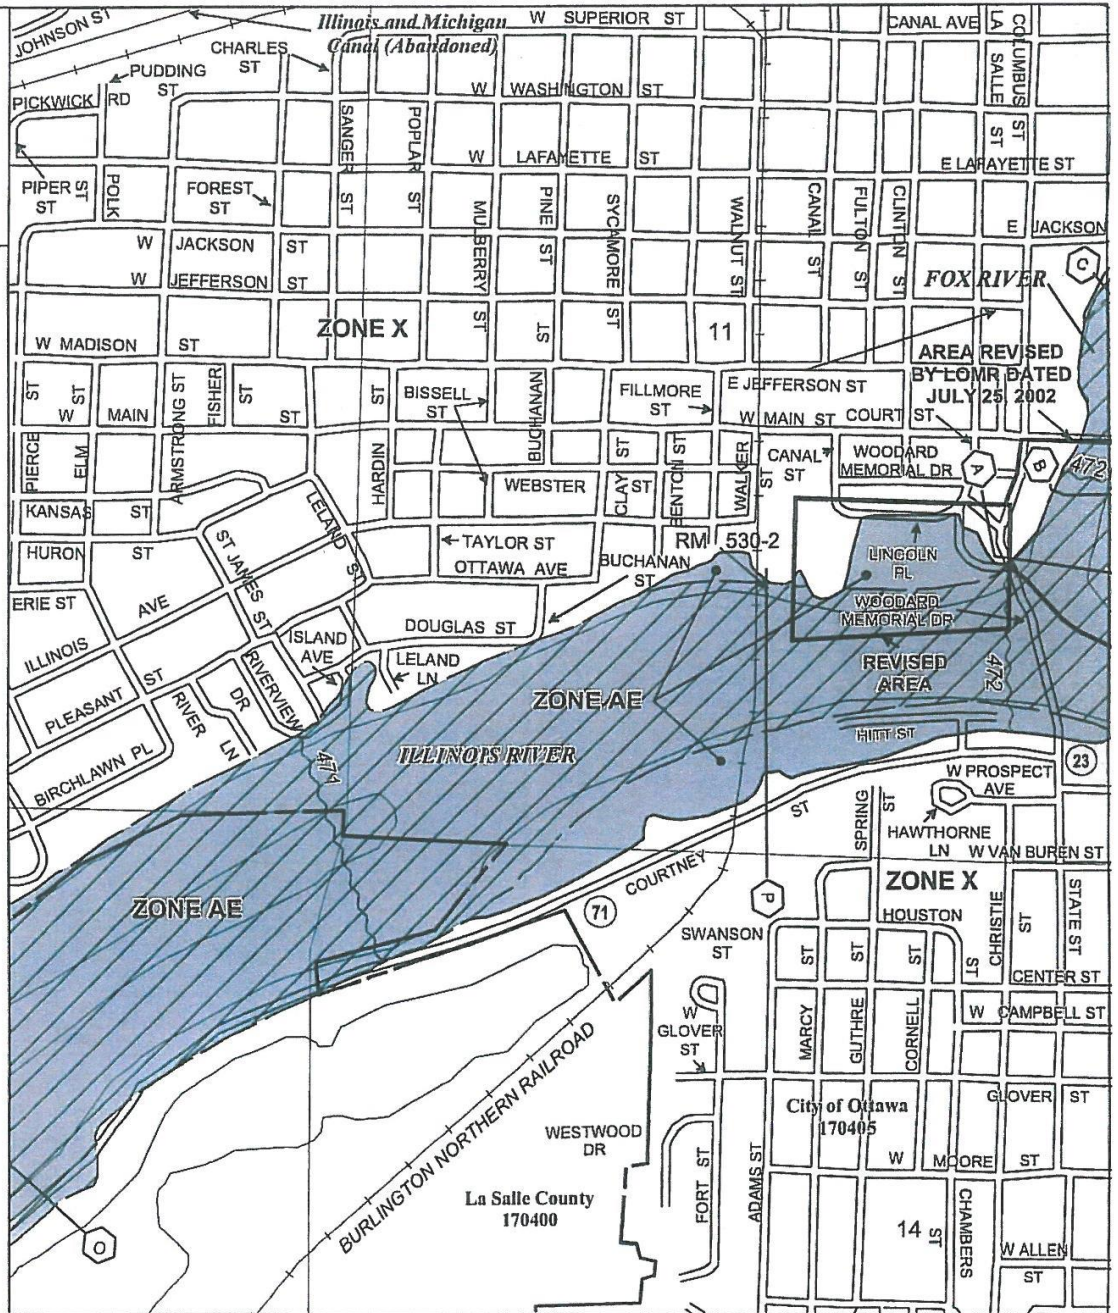 JOHNSON ST
Illinois and Michigan
Canal (Abandoned)
W SUPERIOR ST
CANAL AVE
LA SALLE ST
COLUMBUS ST
CHARLES
ST
PUDDING
ST
PICKWICK RD
W WASHINGTON ST
SANGER ST
POPLAR ST
W LAFAYETTE ST
E LAFAYETTE ST
PIPER
ST
POLK ST
FOREST
ST
MULBERRY ST
PINE ST
SYCAMORE ST
WALNUT ST
CANAL ST
FULTON ST
CLINTON ST
W JACKSON ST
E JACKSON
W JEFFERSON ST
C
FOX RIVER
ZONE X
11
W MADISON ST
AREA REVISED
BY LOMR DATED
JULY 25, 2002
PIERCE ST
ELM ST
W MAIN ST
ARMSTRONG ST
FISHER ST
HARDIN ST
BISSELL
ST
BUCHANAN ST
FILLMORE
ST
E JEFFERSON ST
W MAIN ST
COURT ST
CANAL
ST
WOODARD
MEMORIAL DR
A
B
472
KANSAS ST
WEBSTER ST
CLAY ST
BENTON ST
WALKER ST
LELAND ST
HURON ST
ST JAMES ST
TAYLOR ST
OTTAWA AVE
RM 530-2
BUCHANAN
ST
LINCOLN
PL
WOODARD
MEMORIAL DR
ERIE ST
ILLINOIS AVE
ISLAND
AVE
DOUGLAS ST
LELAND
LN
PLEASANT ST
RIVERVIEW DR
RIVER LN
BIRCHLAWN PL
REVISED
AREA
472
ZONE AE
ILLINOIS RIVER
474
HITT ST
23
W PROSPECT
AVE
SPRING ST
HAWTHORNE
LN
W VAN BUREN ST
COURTNEY ST
ZONE X
ZONE AE
P
71
HOUSTON ST
CHRISTIE ST
STATE ST
SWANSON
ST
CENTER ST
W CAMPBELL ST
W
GLOVER
ST
MARCY ST
GUTHRE ST
CORNELL ST
GLOVER ST
BURLINGTON NORTHERN RAILROAD
City of Ottawa
170405
WESTWOOD
DR
W MOORE ST
La Salle County
170400
FORT ST
ADAMS ST
14
CHAMBERS ST
W ALLEN
ST
O